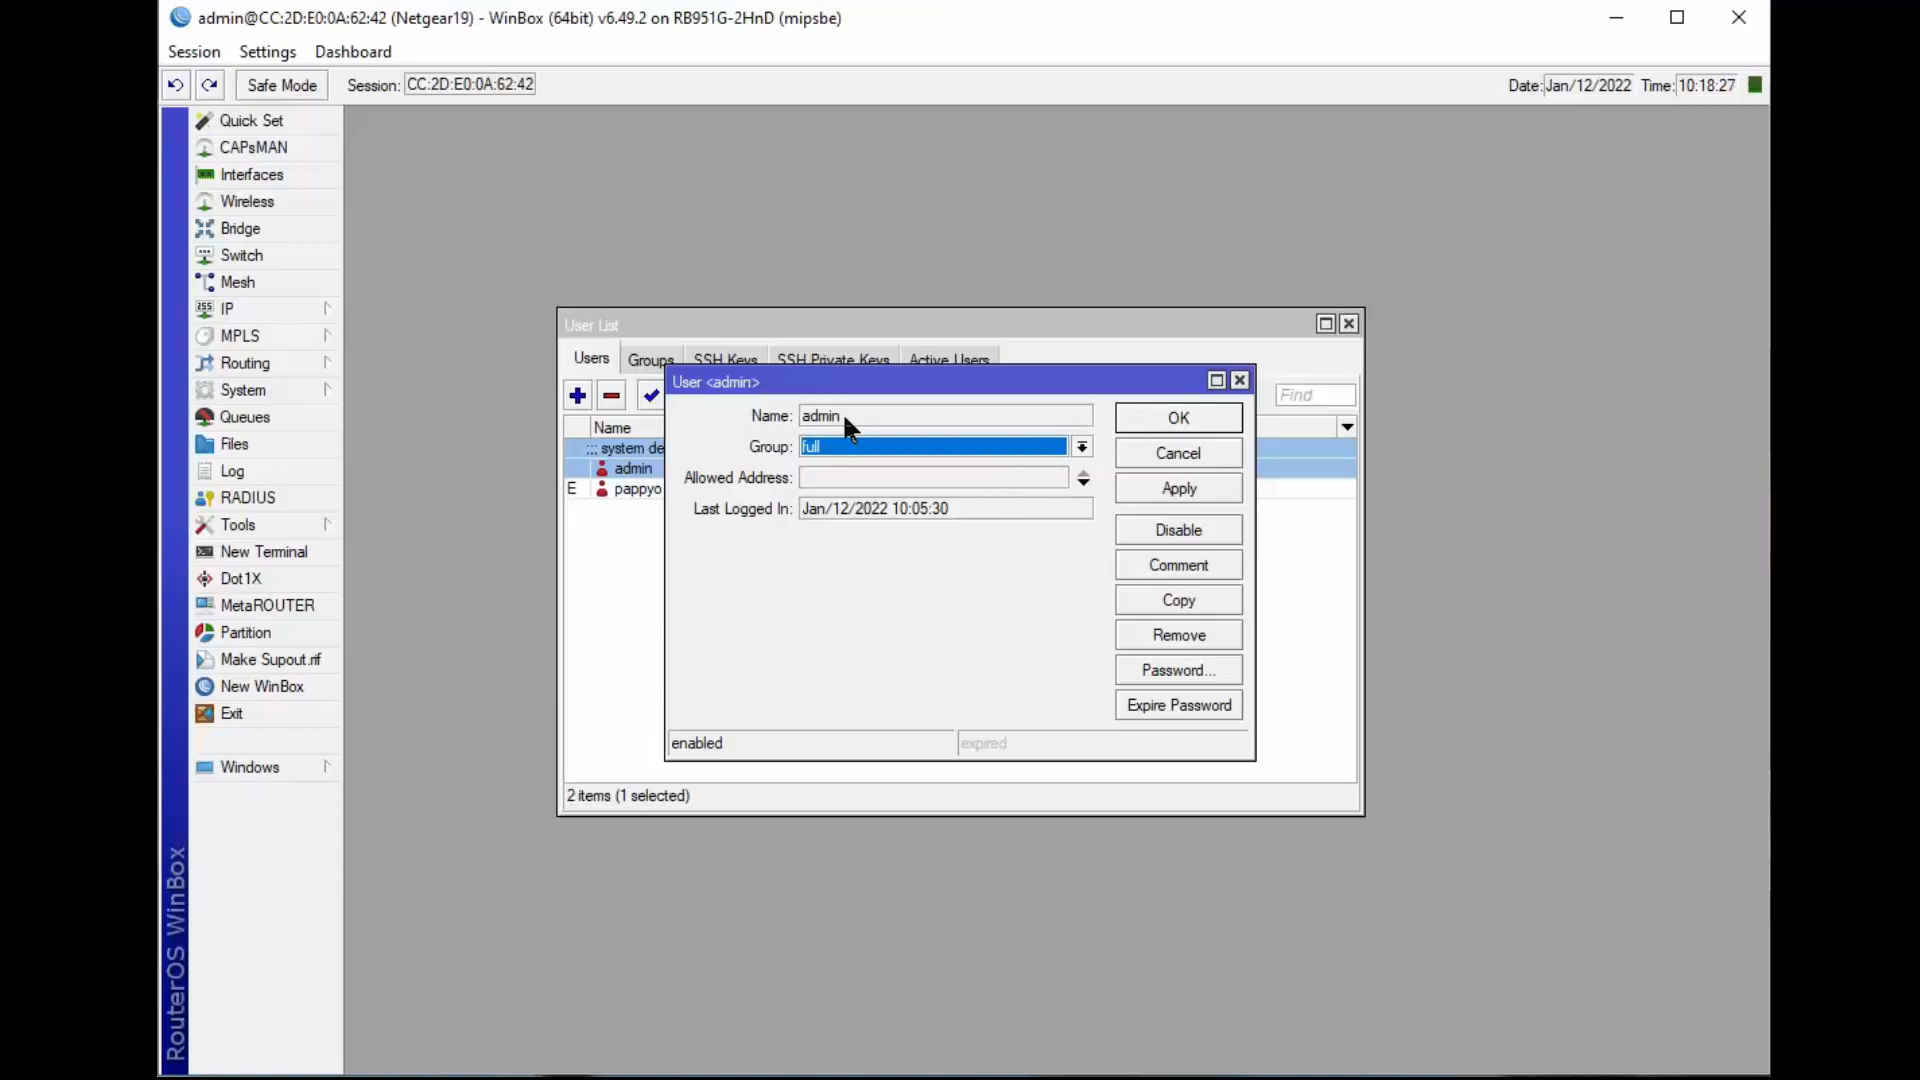 admin@CC:2D:E0:0A:62:42 (Netgear19) - WinBox (64bit) v6.49.2 on RB951G-2HnD (mipsbe)
Session Settings Dashboard
Safe Mode Session: CC:2D:E0:0A:62:42 Date: Jan/12/2022 Time: 10:18:27
Quick Set
CAPsMAN
Interfaces
Wireless
Bridge
Switch
Mesh
IP
MPLS
Routing
System
Queues
Files
Log
RADIUS
Tools
New Terminal
Dot1X
MetaROUTER
Partition
Make Supout.rif
New WinBox
Exit
Windows
RouterOS WinBox
User List
Users Groups SSH Keys SSH Private Keys Active Users
Find
Name
;;; system de
admin
E pappyo
2 items (1 selected)
User <admin>
Name: admin
Group: full
Allowed Address:
Last Logged In: Jan/12/2022 10:05:30
OK
Cancel
Apply
Disable
Comment
Copy
Remove
Password...
Expire Password
enabled expired